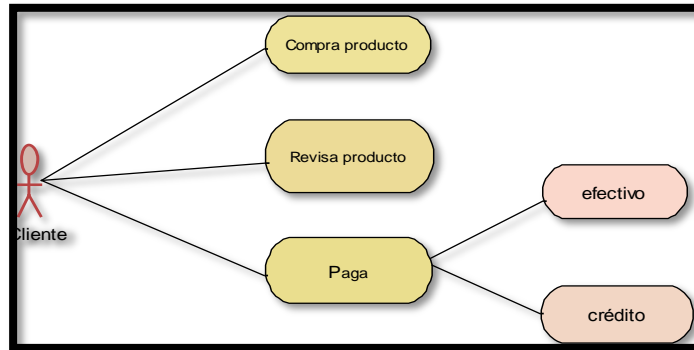 Compra producto
Revisa producto
efectivo
Cliente
Paga
crédito